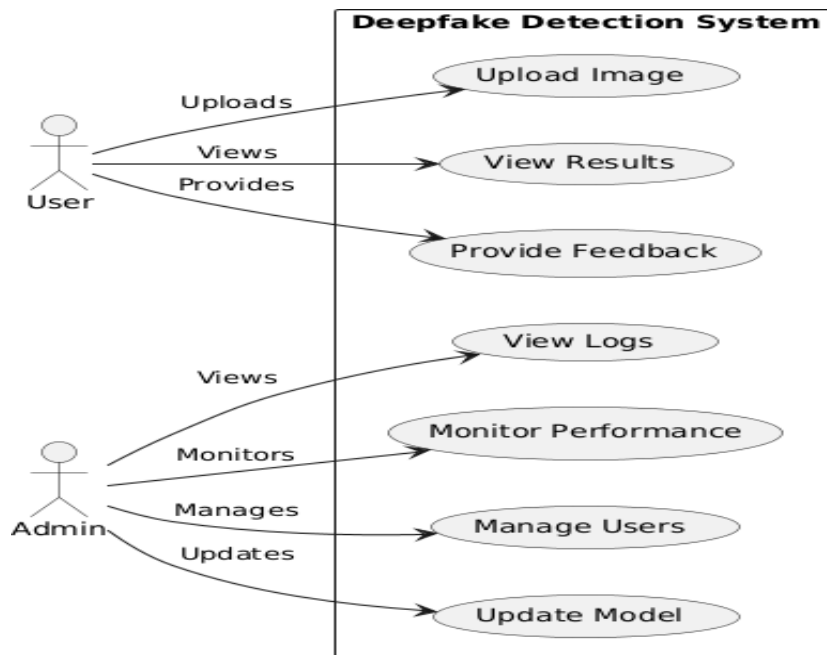 Deepfake Detection System
Upload Image
Uploads
Views
View Results
Provides
User
Provide Feedback
View Logs
Views
Monitor Performance
Monitors
Manages
Admin
Manage Users
Updates
Update Model